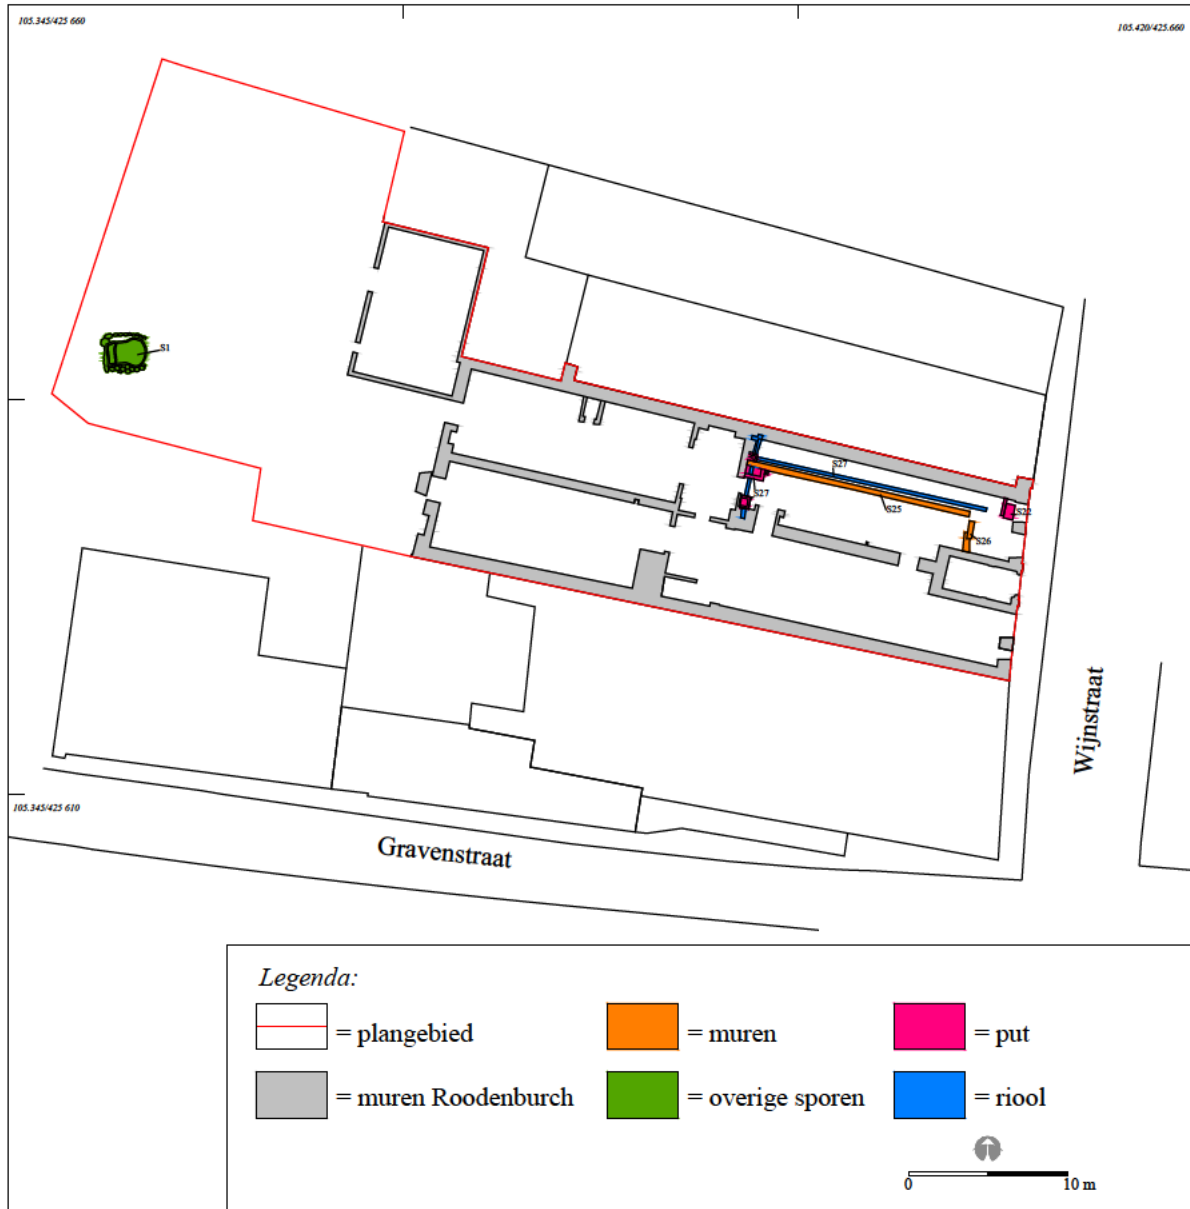 105.345/425 660
105.420/425.660
S1
S27
S27
S25
S22
S26
Wijnstraat
105.345/425 610
Gravenstraat
Legenda:
= plangebied
= muren
= put
= muren Roodenburch
= overige sporen
= riool
0
10 m